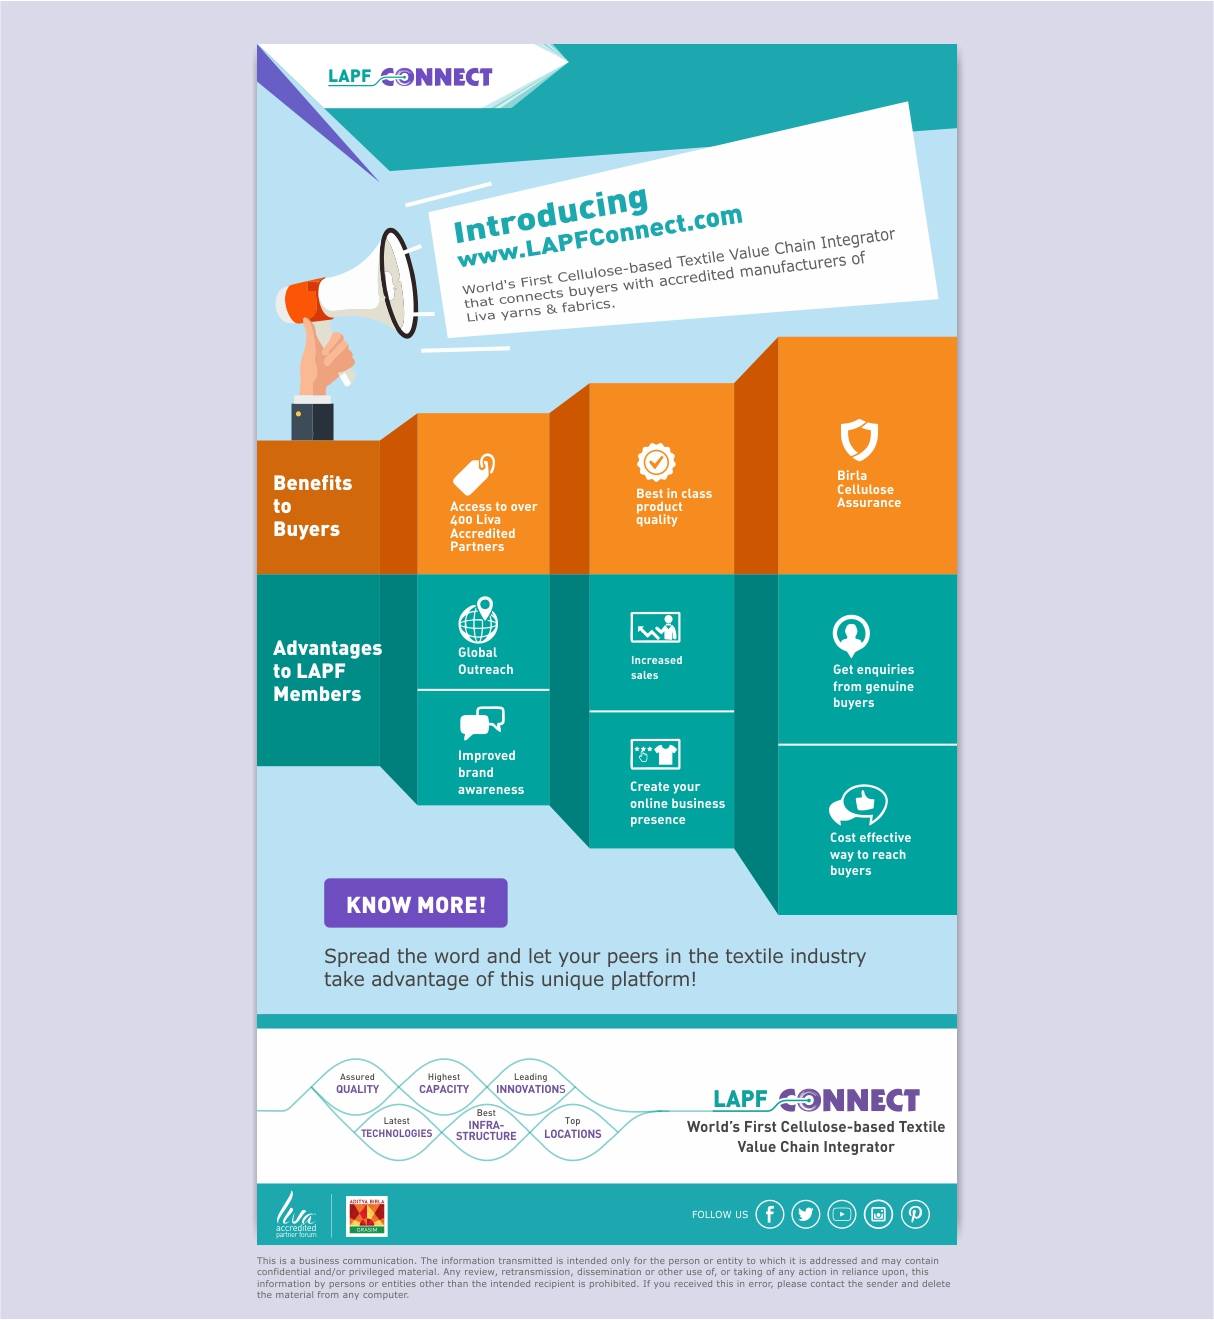 LAPF CONNECT
Introducing
www.LAPFConnect.com
World's First Cellulose-based Textile Value Chain Integrator
that connects buyers with accredited manufacturers of
Liva yarns & fabrics.
Benefits
to
Buyers
Access to over
400 Liva
Accredited
Partners
Best in class
product
quality
Birla
Cellulose
Assurance
Advantages
to LAPF
Members
Global
Outreach
Improved
brand
awareness
Increased
sales
Create your
online business
presence
Get enquiries
from genuine
buyers
Cost effective
way to reach
buyers
KNOW MORE!
Spread the word and let your peers in the textile industry
take advantage of this unique platform!
Assured
QUALITY
Highest
CAPACITY
Leading
INNOVATIONS
Latest
TECHNOLOGIES
Best
INFRA-
STRUCTURE
Top
LOCATIONS
LAPF CONNECT
World's First Cellulose-based Textile
Value Chain Integrator
Liva
accredited
partner forum
ADITYA BIRLA
GRASIM
FOLLOW US
This is a business communication. The information transmitted is intended only for the person or entity to which it is addressed and may contain
confidential and/or privileged material. Any review, retransmission, dissemination or other use of, or taking of any action in reliance upon, this
information by persons or entities other than the intended recipient is prohibited. If you received this in error, please contact the sender and delete
the material from any computer.